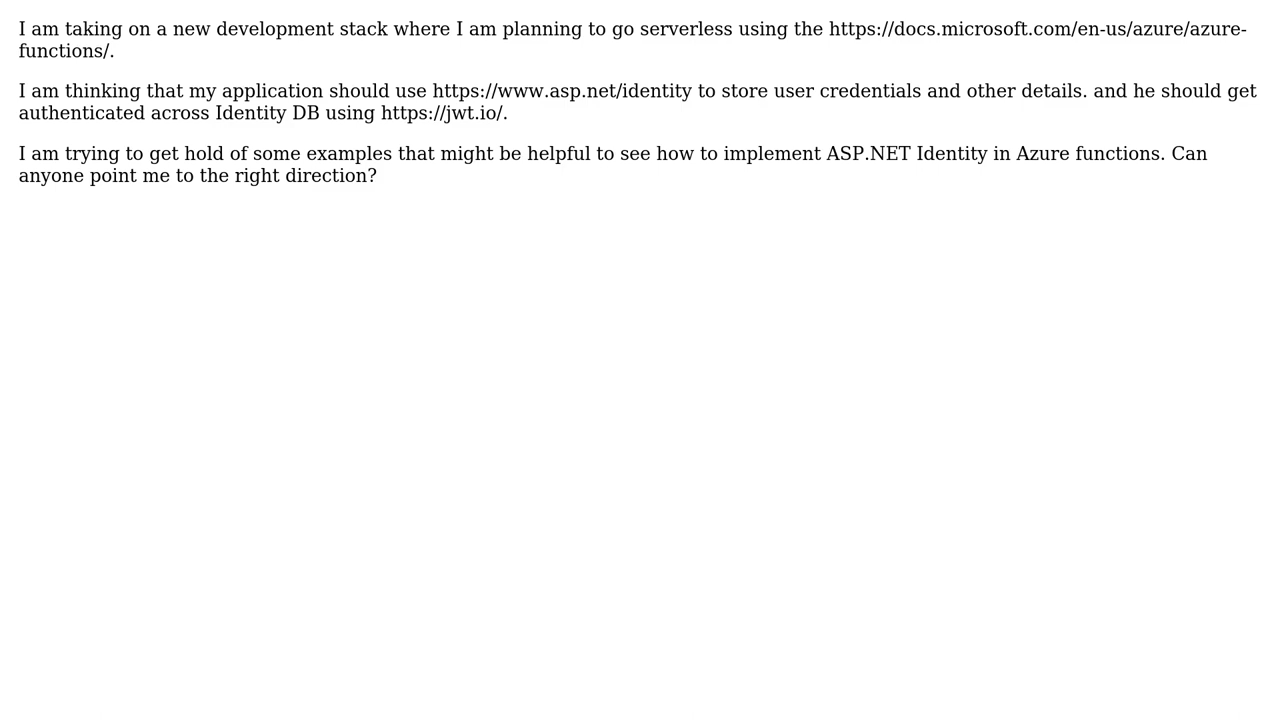 I am taking on a new development stack where I am planning to go serverless using the https://docs.microsoft.com/en-us/azure/azure-
functions/.
I am thinking that my application should use https://www.asp.net/identity to store user credentials and other details. and he should get
authenticated across Identity DB using https://jwt.io/.
I am trying to get hold of some examples that might be helpful to see how to implement ASP.NET Identity in Azure functions. Can
anyone point me to the right direction?